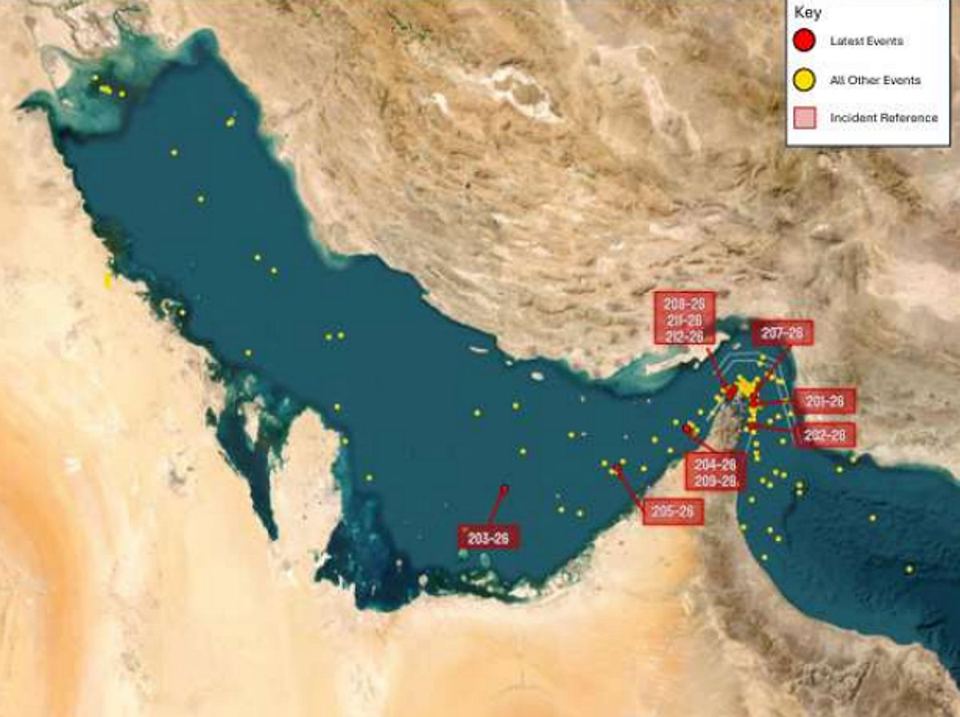 Key
Latest Events
All Other Events
Incident Reference
208-26
211-26
212-26
207-26
201-26
202-26
204-26
209-26
205-26
203-26